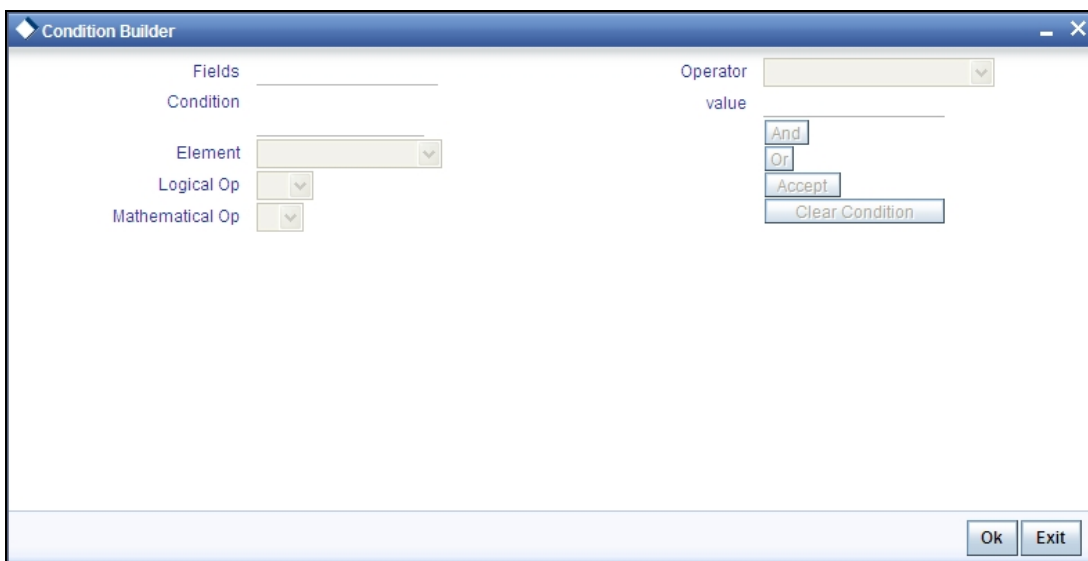 Condition Builder
Fields
Operator
Condition
value
And
Element
Or
Logical Op
Accept
Mathematical Op
Clear Condition
Ok
Exit